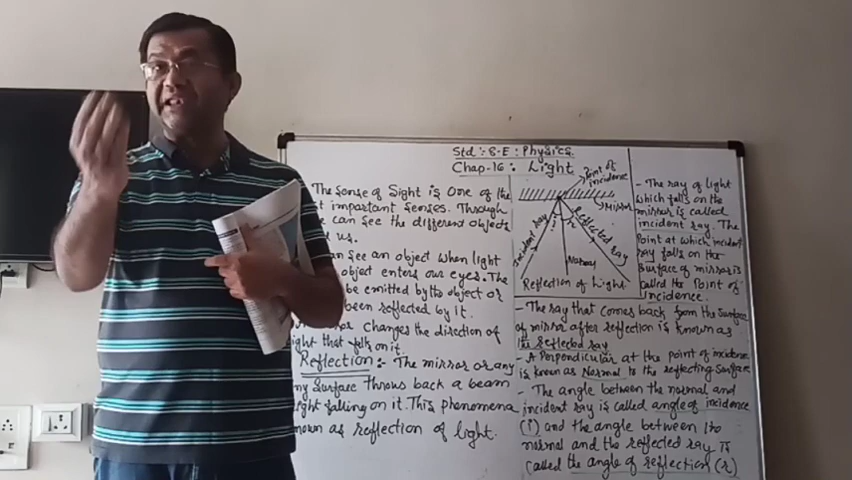 Std : 8-E : Physics
Chap-16 : Light
The sense of Sight is one of the
t important senses. Through
e can see the different objects
us.
an see an object when light
object enters our eyes. The
be emitted by the object or
been reflected by it.
or changes the direction of
ight that falls on it.
Reflection :- The mirror or any
ny surface throws back a beam
light falling on it. This phenomena
nown as reflection of light.
Point of
incidence
Mirror
Incident ray
i
r
Reflected ray
Normal
Reflection of Light
- The ray of light
which falls on the
mirror is called
incident ray. The
Point at which incident
ray falls on the
surface of mirror is
called the Point of
incidence.
- The ray that comes back from the surface
of mirror after reflection is known as
its reflected ray
- A Perpendicular at the point of incidence
is known as Normal to the reflecting surface
- The angle between the normal and
incident ray is called angle of incidence
(i) and the angle between the
normal and the reflected ray is
called the angle of reflection (r)